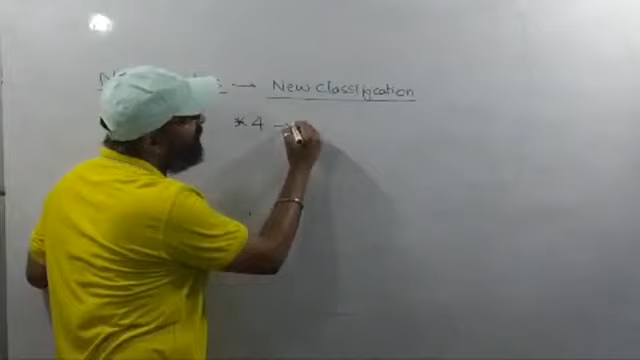 → New Classification
* 4 →